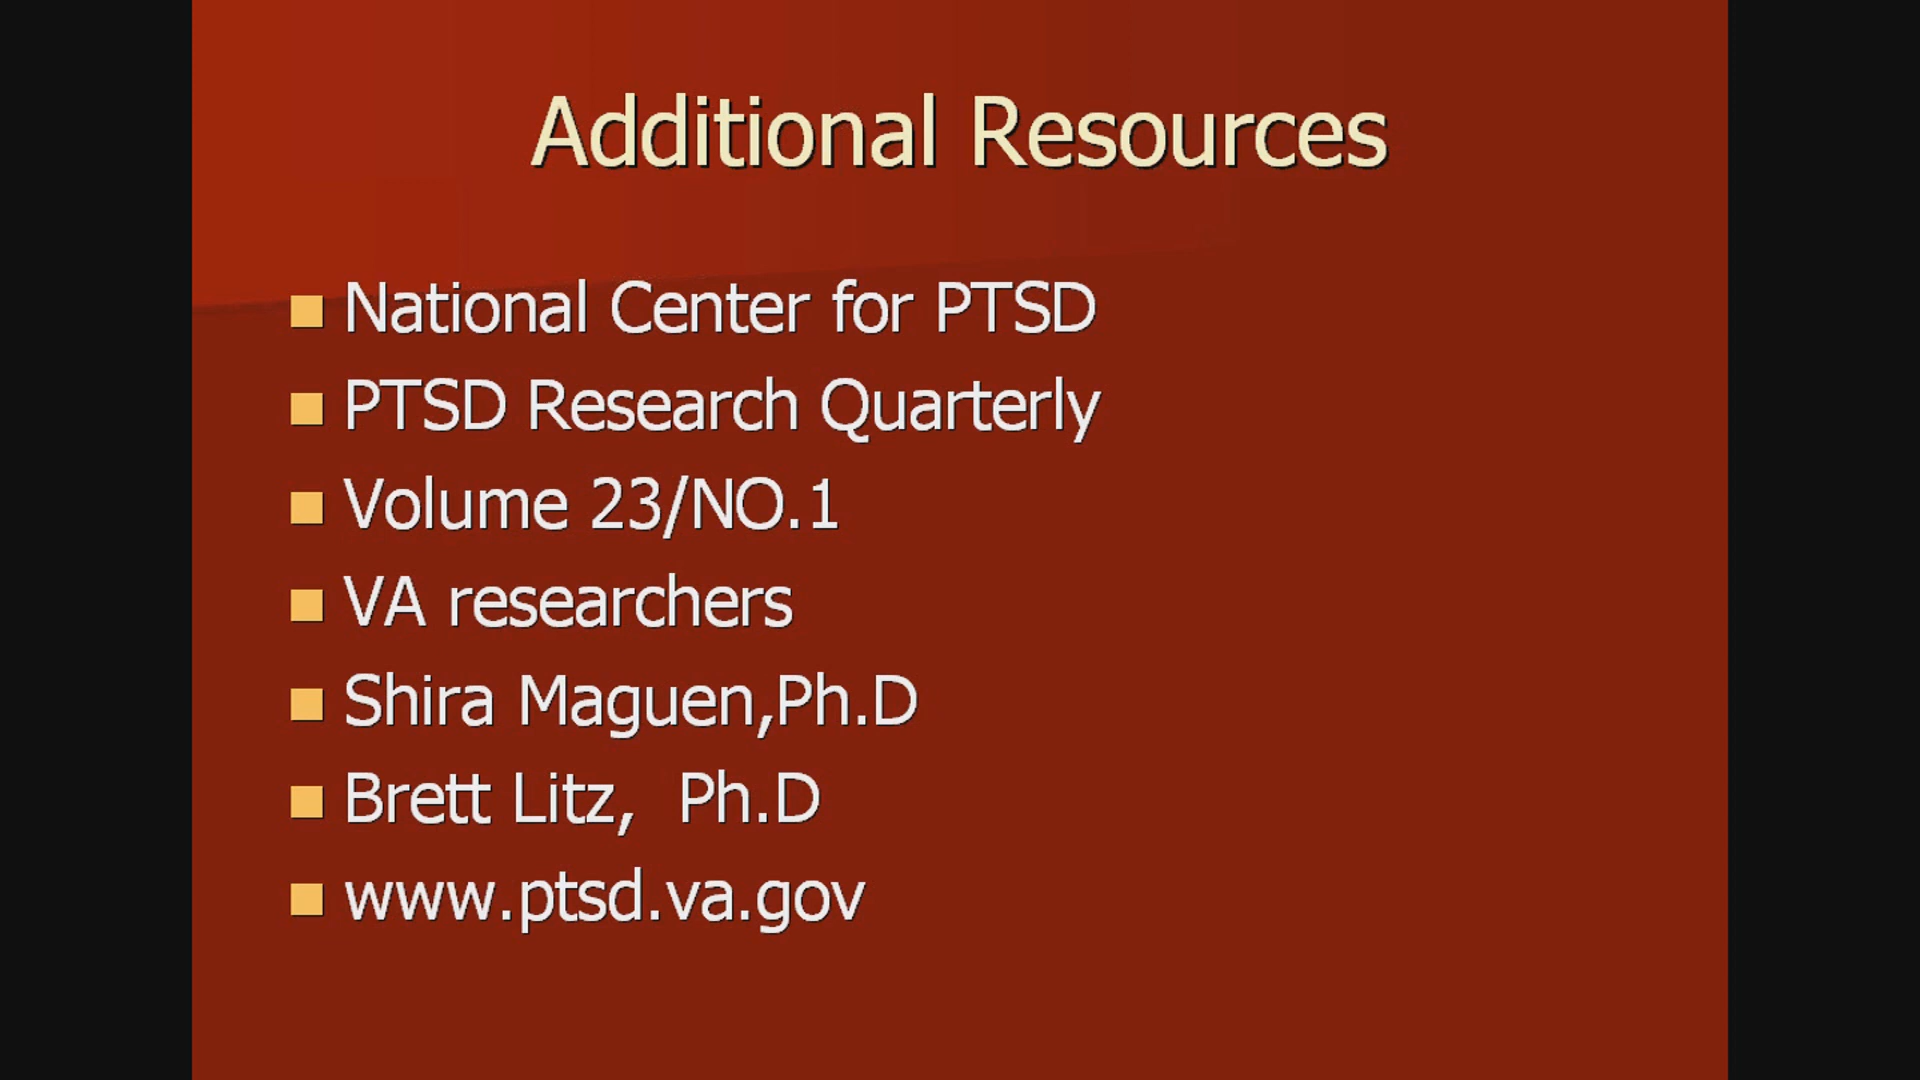 Additional Resources
National Center for PTSD
PTSD Research Quarterly
Volume 23/NO.1
VA researchers
Shira Maguen,Ph.D
Brett Litz,  Ph.D
www.ptsd.va.gov